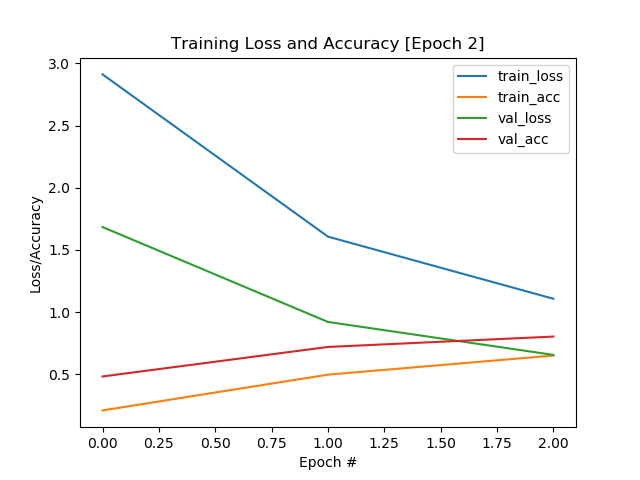 Training Loss and Accuracy [Epoch 2]
3.0
2.5
2.0
1.5
1.0
0.5
Loss/Accuracy
train_loss
train_acc
val_loss
val_acc
0.00 0.25 0.50 0.75 1.00 1.25 1.50 1.75 2.00
Epoch #